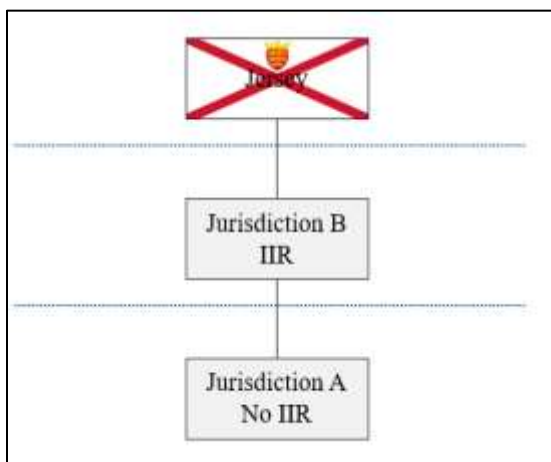 Jersey
Jurisdiction B
IIR
Jurisdiction A
No IIR